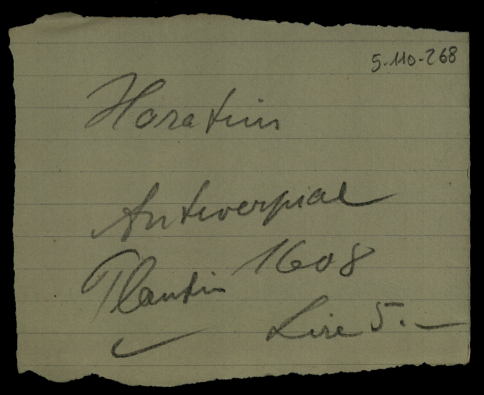 5-110-268
Horatius
Antverpiae
Plantin 1608
✓ Lire 5.—